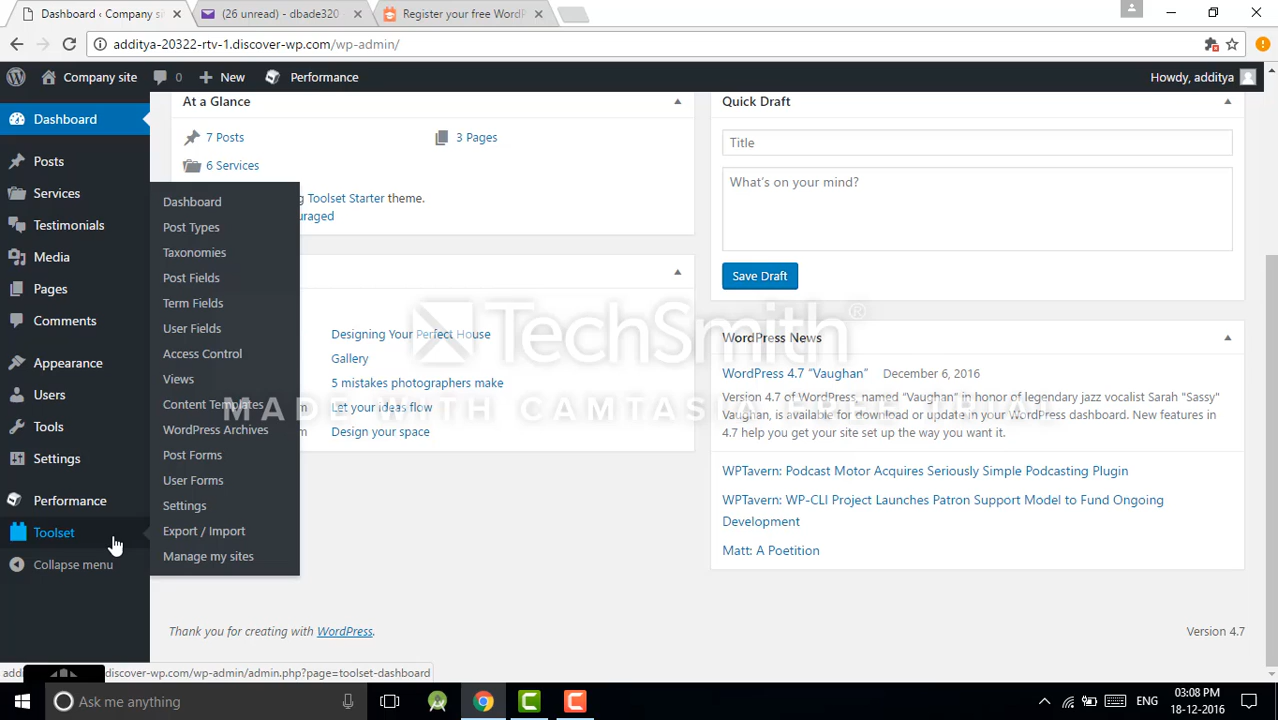 Dashboard ‹ Company si
(26 unread) - dbade320
Register your free WordP
additya-20322-rtv-1.discover-wp.com/wp-admin/
Company site
0
New
Performance
Howdy, additya
Dashboard
Posts
Services
Testimonials
Media
Pages
Comments
Appearance
Users
Tools
Settings
Performance
Toolset
Collapse menu
Dashboard
Post Types
Taxonomies
Post Fields
Term Fields
User Fields
Access Control
Views
Content Templates
WordPress Archives
Post Forms
User Forms
Settings
Export / Import
Manage my sites
At a Glance
7 Posts
3 Pages
6 Services
g Toolset Starter theme.
ouraged
Designing Your Perfect House
Gallery
5 mistakes photographers make
m Let your ideas flow
m Design your space
Quick Draft
Title
What's on your mind?
Save Draft
WordPress News
WordPress 4.7 “Vaughan” December 6, 2016
Version 4.7 of WordPress, named “Vaughan” in honor of legendary jazz vocalist Sarah "Sassy"
Vaughan, is available for download or update in your WordPress dashboard. New features in
4.7 help you get your site set up the way you want it.
WPTavern: Podcast Motor Acquires Seriously Simple Podcasting Plugin
WPTavern: WP-CLI Project Launches Patron Support Model to Fund Ongoing
Development
Matt: A Poetition
TechSmith®
MADE WITH CAMTASIA FREE TRIAL
Thank you for creating with WordPress.
Version 4.7
add
discover-wp.com/wp-admin/admin.php?page=toolset-dashboard
Ask me anything
ENG
03:08 PM
18-12-2016